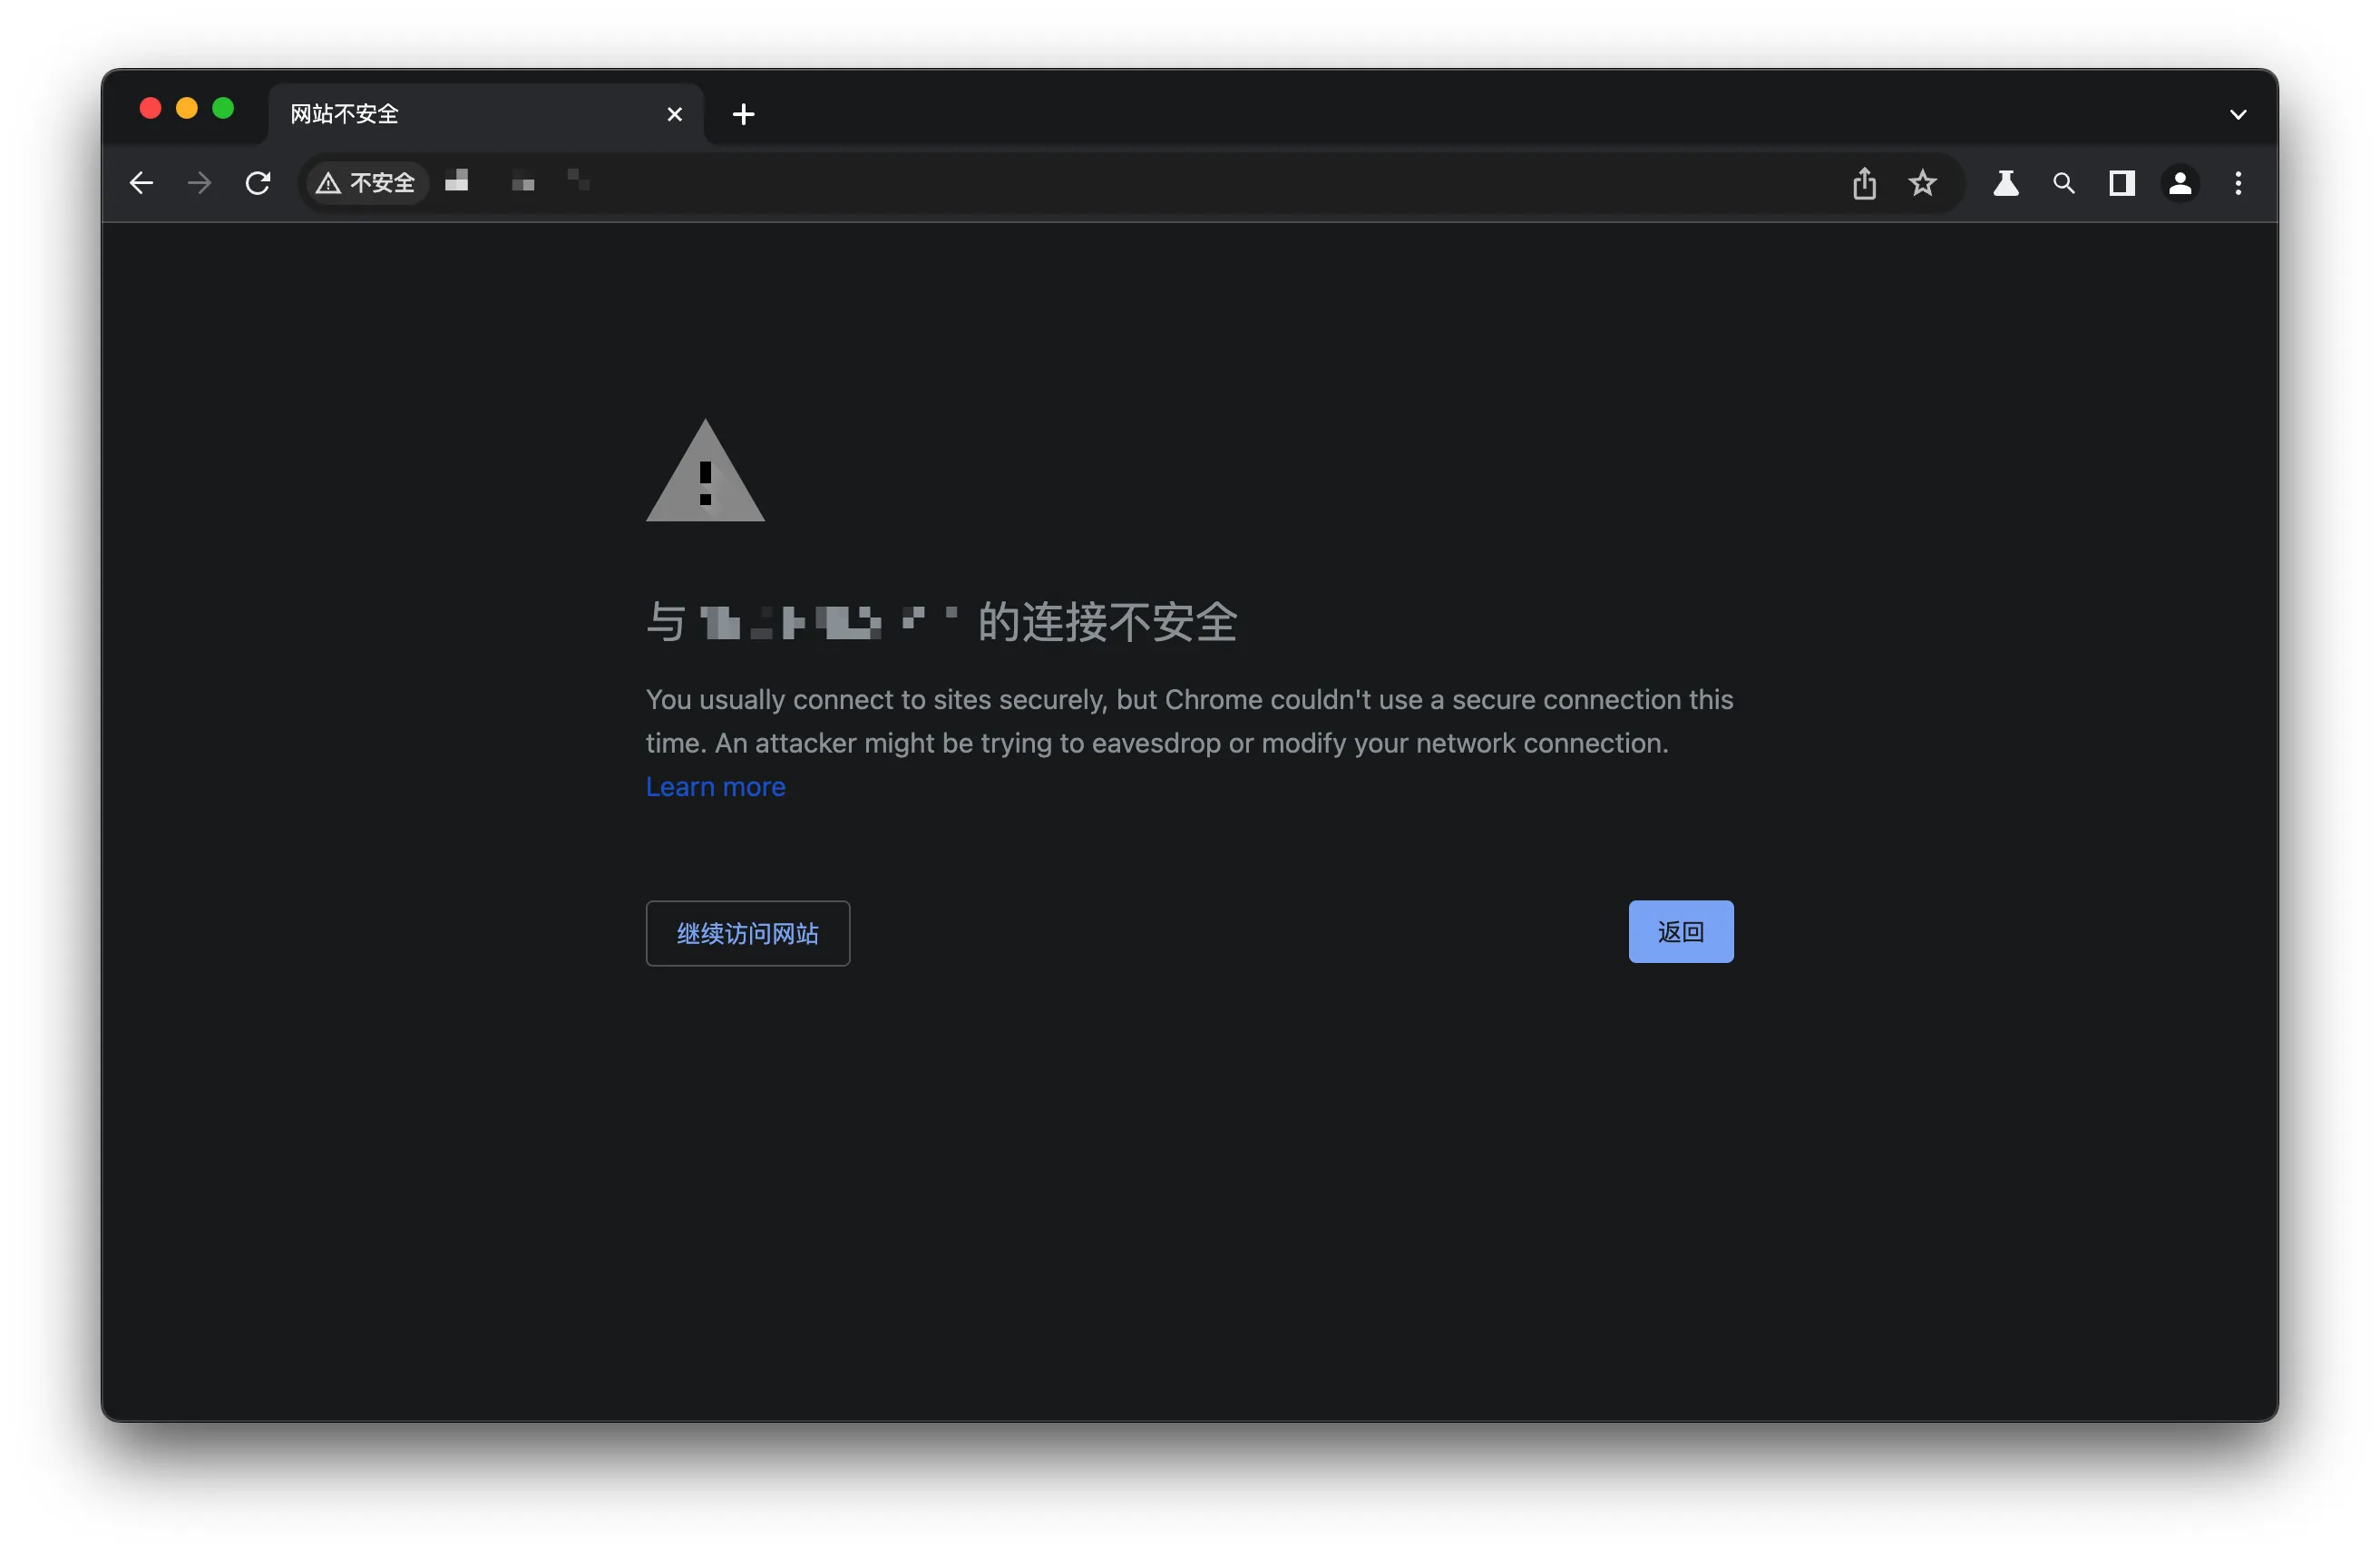 网站不安全
不安全
与 的连接不安全
You usually connect to sites securely, but Chrome couldn't use a secure connection this
time. An attacker might be trying to eavesdrop or modify your network connection.
Learn more
继续访问网站
返回